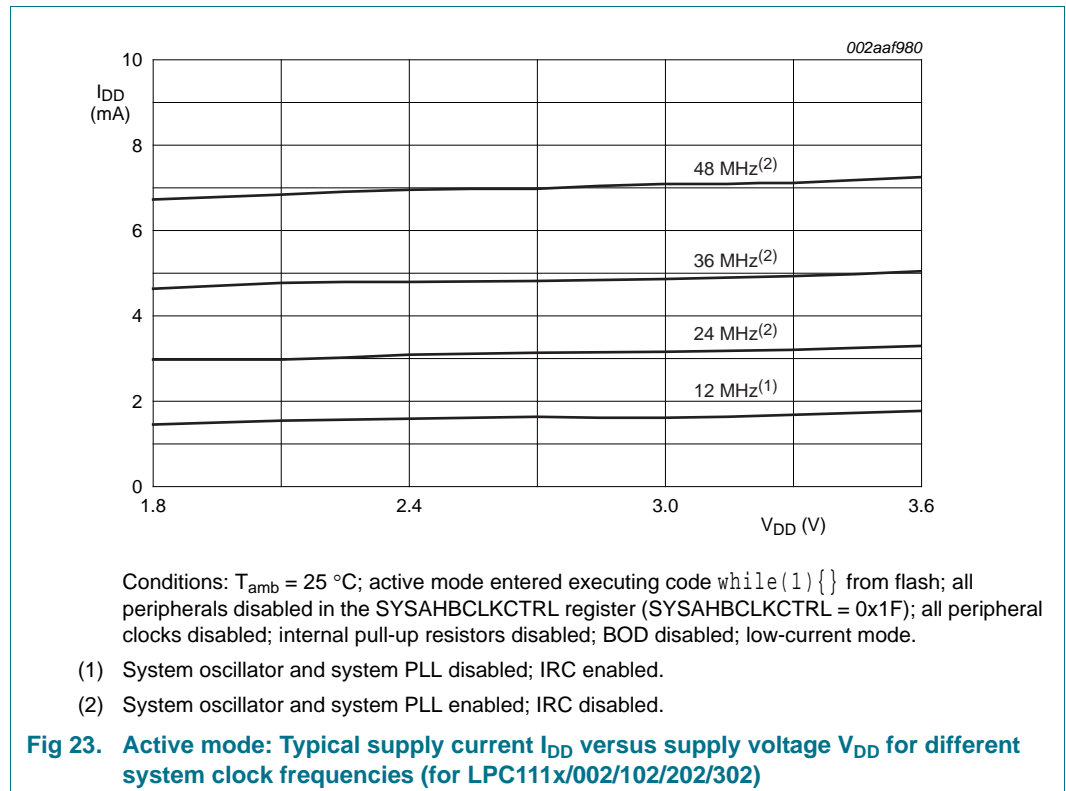 002aaf980
10
I_DD
(mA)
8
48 MHz(2)
6
36 MHz(2)
4
24 MHz(2)
2
12 MHz(1)
0
1.8 2.4 3.0 3.6
V_DD (V)
Conditions: T_amb = 25 °C; active mode entered executing code while(1){} from flash; all
peripherals disabled in the SYSAHBCLKCTRL register (SYSAHBCLKCTRL = 0x1F); all peripheral
clocks disabled; internal pull-up resistors disabled; BOD disabled; low-current mode.
(1) System oscillator and system PLL disabled; IRC enabled.
(2) System oscillator and system PLL enabled; IRC disabled.
Fig 23. Active mode: Typical supply current I_DD versus supply voltage V_DD for different
system clock frequencies (for LPC111x/002/102/202/302)